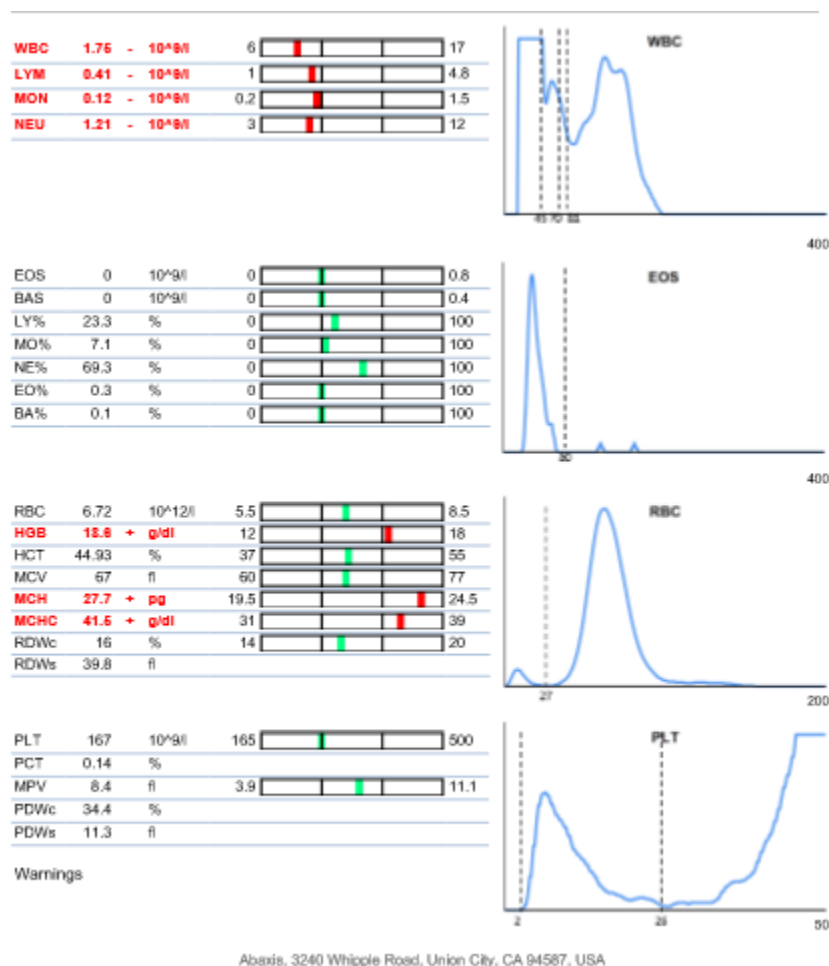 WBC 1.75 - 10^9/l 6 17
LYM 0.41 - 10^9/l 1 4.8
MON 0.12 - 10^9/l 0.2 1.5
NEU 1.21 - 10^9/l 3 12
WBC
400
EOS 0 10^9/l 0 0.8
BAS 0 10^9/l 0 0.4
LY% 23.3 % 0 100
MO% 7.1 % 0 100
NE% 69.3 % 0 100
EO% 0.3 % 0 100
BA% 0.1 % 0 100
EOS
400
RBC 6.72 10^12/l 5.5 8.5
HGB 18.6 + g/dl 12 18
HCT 44.93 % 37 55
MCV 67 fl 60 77
MCH 27.7 + pg 19.5 24.5
MCHC 41.5 + g/dl 31 39
RDWc 16 % 14 20
RDWs 39.8 fl
RBC
27
200
PLT 167 10^9/l 165 500
PCT 0.14 %
MPV 8.4 fl 3.9 11.1
PDWc 34.4 %
PDWs 11.3 fl
PLT
2
50
Warnings
Abaxis, 3240 Whipple Road, Union City, CA 94587, USA